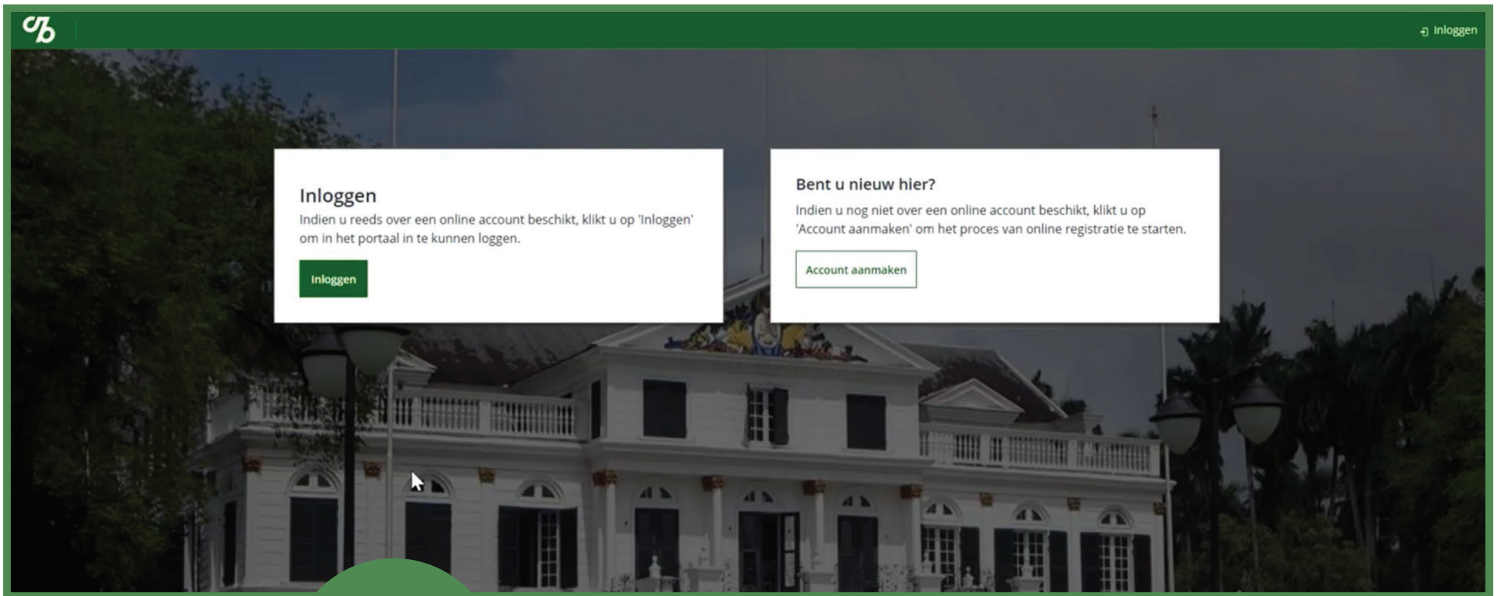 Inloggen
Inloggen
Indien u reeds over een online account beschikt, klikt u op 'Inloggen'
om in het portaal in te kunnen loggen.
Inloggen
Bent u nieuw hier?
Indien u nog niet over een online account beschikt, klikt u op
'Account aanmaken' om het proces van online registratie te starten.
Account aanmaken